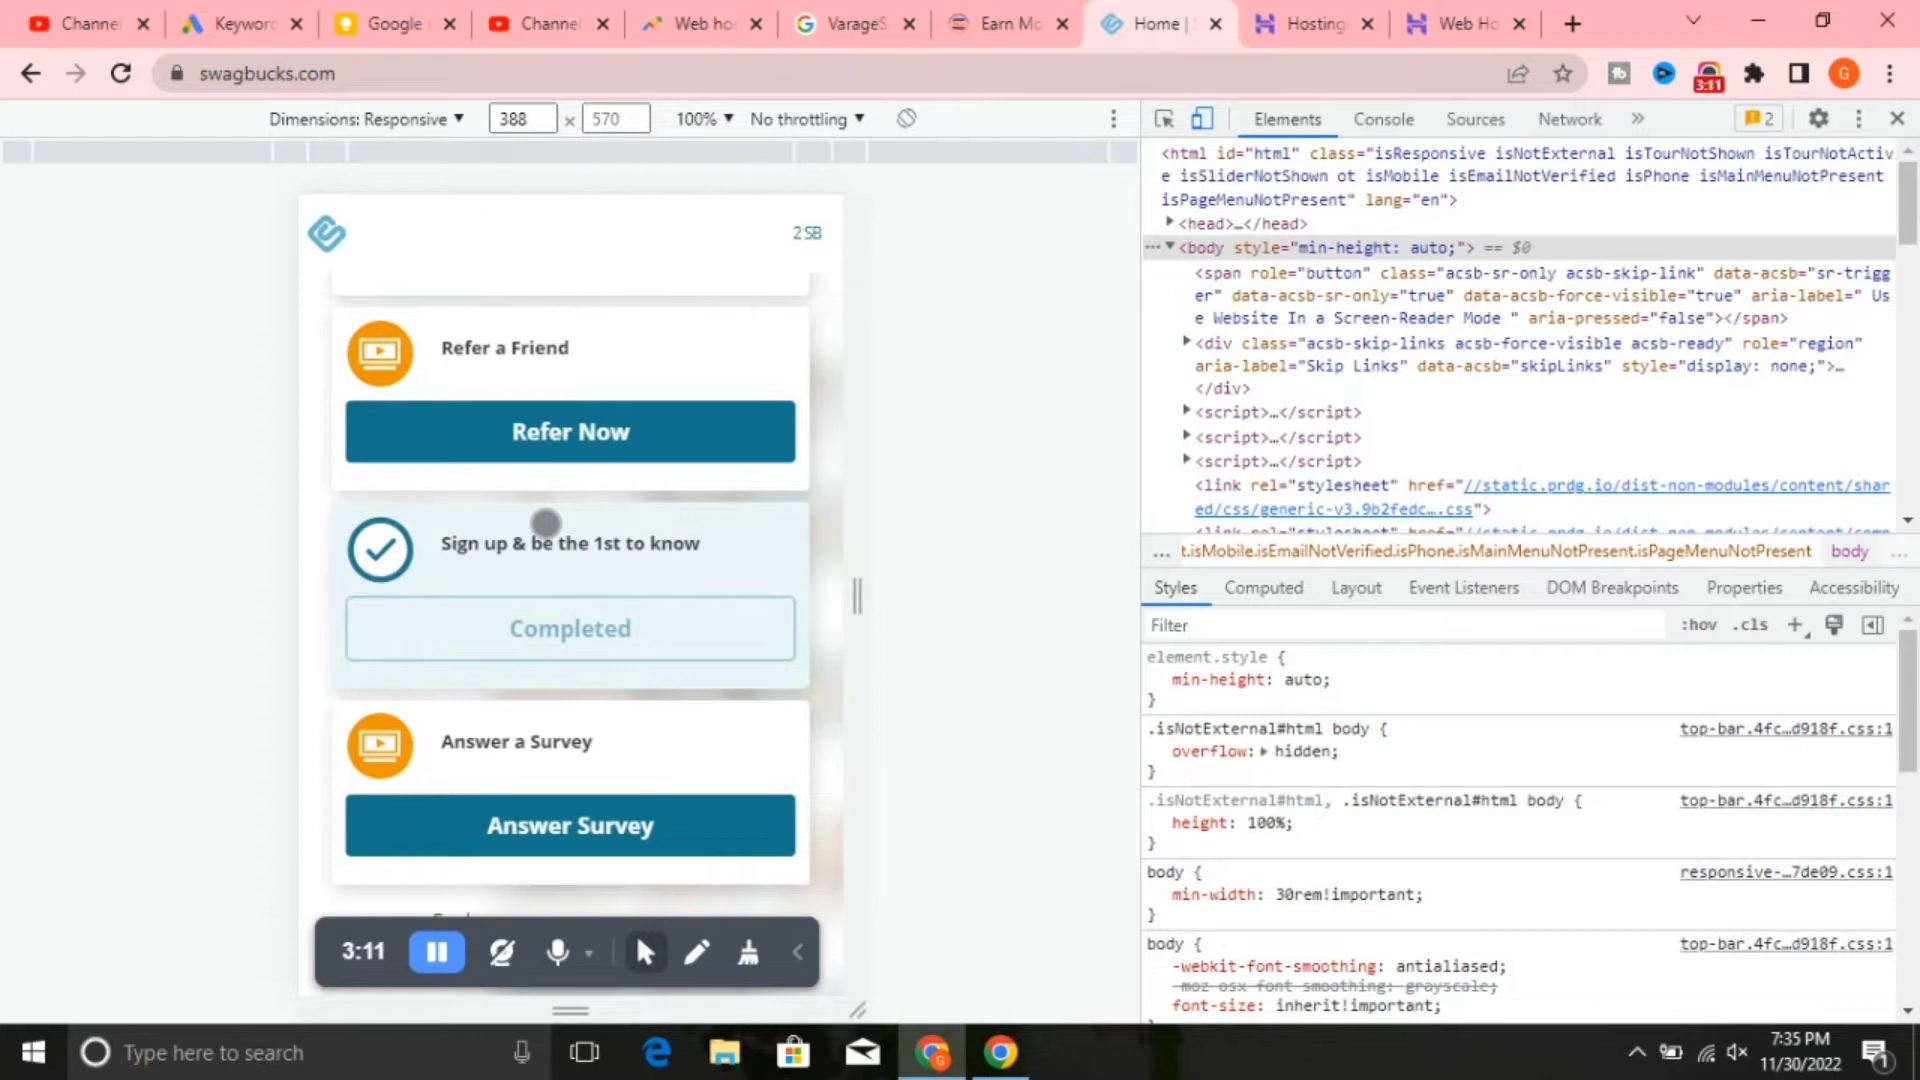 Channel
Keyword
Google
Channel
Web ho
VarageS
Earn Mo
Home |
Hosting
Web Ho
swagbucks.com
3:11
G
Dimensions: Responsive
388
×
570
100%
No throttling
Elements
Console
Sources
Network
2
2 SB
Refer a Friend
Refer Now
Sign up & be the 1st to know
Completed
Answer a Survey
Answer Survey
3:11
<html id="html" class="isResponsive isNotExternal isTourNotShown isTourNotActiv
e isSliderNotShown ot isMobile isEmailNotVerified isPhone isMainMenuNotPresent
isPageMenuNotPresent" lang="en">
<head>…</head>
<body style="min-height: auto;"> == $0
<span role="button" class="acsb-sr-only acsb-skip-link" data-acsb="sr-trigg
er" data-acsb-sr-only="true" data-acsb-force-visible="true" aria-label=" Us
e Website In a Screen-Reader Mode " aria-pressed="false"></span>
<div class="acsb-skip-links acsb-force-visible acsb-ready" role="region"
aria-label="Skip Links" data-acsb="skipLinks" style="display: none;">…
</div>
<script>…</script>
<script>…</script>
<script>…</script>
<link rel="stylesheet" href="//static.prdg.io/dist-non-modules/content/shar
ed/css/generic-v3.9b2fedc….css">
… t.isMobile.isEmailNotVerified.isPhone.isMainMenuNotPresent.isPageMenuNotPresent body …
Styles
Computed
Layout
Event Listeners
DOM Breakpoints
Properties
Accessibility
Filter
:hov .cls
element.style {
min-height: auto;
}
.isNotExternal#html body { top-bar.4fc…d918f.css:1
overflow: hidden;
}
.isNotExternal#html, .isNotExternal#html body { top-bar.4fc…d918f.css:1
height: 100%;
}
body { responsive-…7de09.css:1
min-width: 30rem!important;
}
body { top-bar.4fc…d918f.css:1
-webkit-font-smoothing: antialiased;
-moz-osx-font-smoothing: grayscale;
font-size: inherit!important;
Type here to search
G
7:35 PM
11/30/2022
1